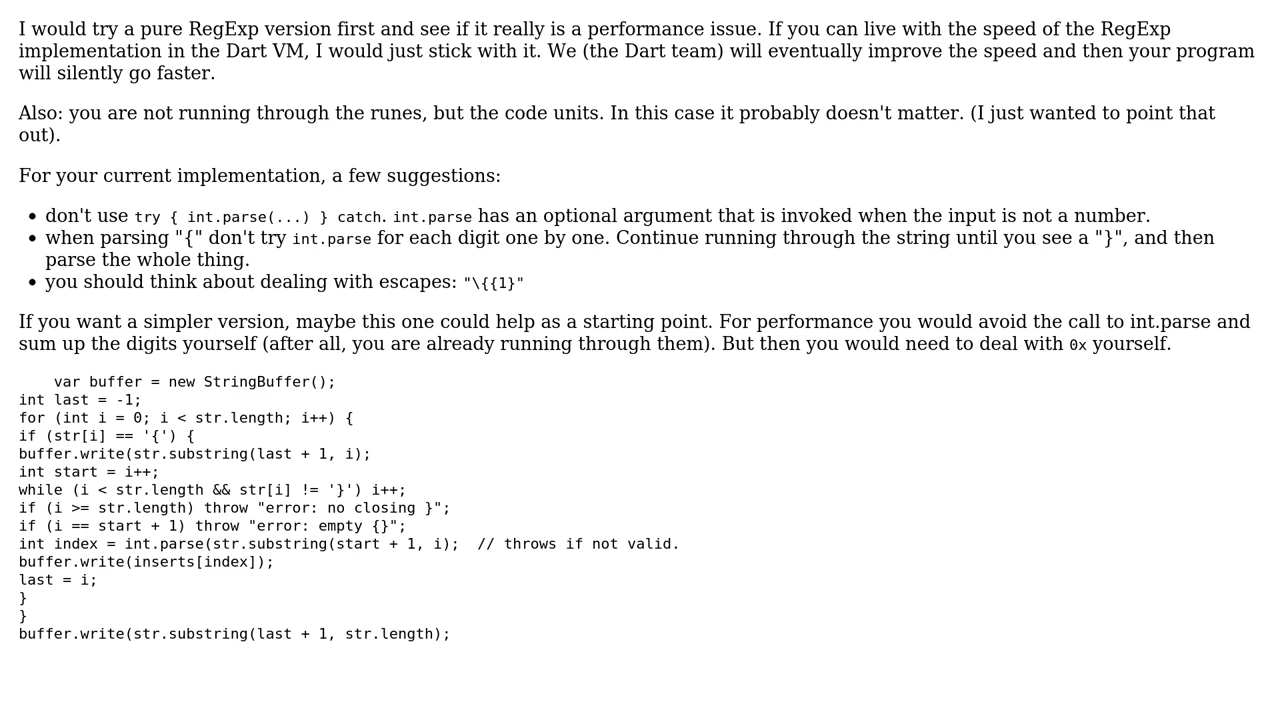 I would try a pure RegExp version first and see if it really is a performance issue. If you can live with the speed of the RegExp
implementation in the Dart VM, I would just stick with it. We (the Dart team) will eventually improve the speed and then your program
will silently go faster.
Also: you are not running through the runes, but the code units. In this case it probably doesn't matter. (I just wanted to point that
out).
For your current implementation, a few suggestions:
• don't use try { int.parse(...) } catch. int.parse has an optional argument that is invoked when the input is not a number.
• when parsing "{" don't try int.parse for each digit one by one. Continue running through the string until you see a "}", and then
parse the whole thing.
• you should think about dealing with escapes: "\{{1}"
If you want a simpler version, maybe this one could help as a starting point. For performance you would avoid the call to int.parse and
sum up the digits yourself (after all, you are already running through them). But then you would need to deal with 0x yourself.
    var buffer = new StringBuffer();
int last = -1;
for (int i = 0; i < str.length; i++) {
if (str[i] == '{') {
buffer.write(str.substring(last + 1, i);
int start = i++;
while (i < str.length && str[i] != '}') i++;
if (i >= str.length) throw "error: no closing }";
if (i == start + 1) throw "error: empty {}";
int index = int.parse(str.substring(start + 1, i);  // throws if not valid.
buffer.write(inserts[index]);
last = i;
}
}
buffer.write(str.substring(last + 1, str.length);